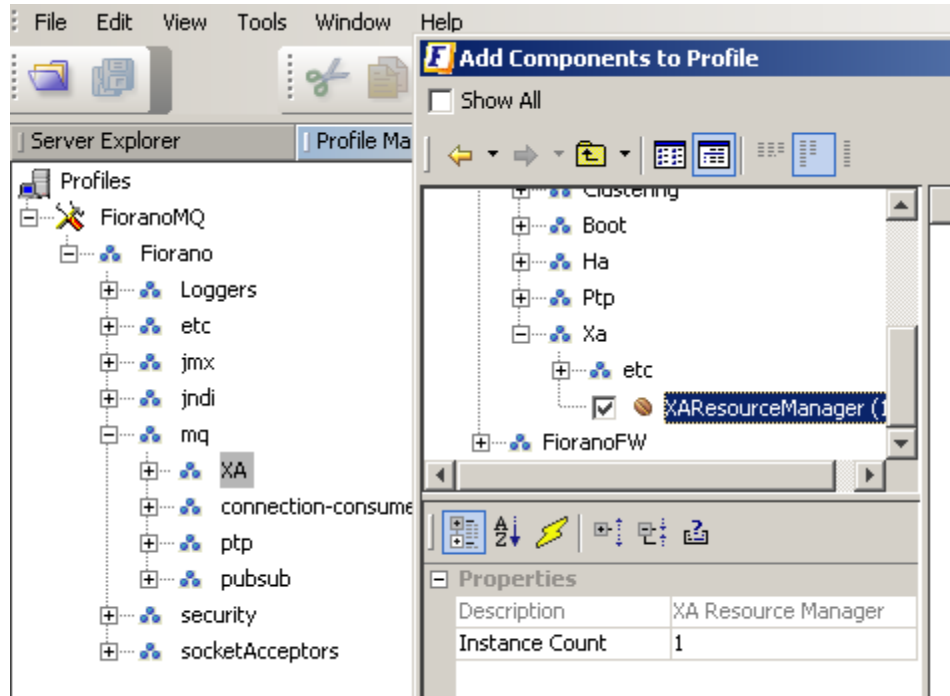 File Edit View Tools Window Help
Add Components to Profile
Show All
Server Explorer
Profile Ma
Profiles
FioranoMQ
Fiorano
Loggers
etc
jmx
jndi
mq
XA
connection-consume
ptp
pubsub
security
socketAcceptors
Clustering
Boot
Ha
Ptp
Xa
etc
XAResourceManager (1
FioranoFW
Properties
Description XA Resource Manager
Instance Count 1